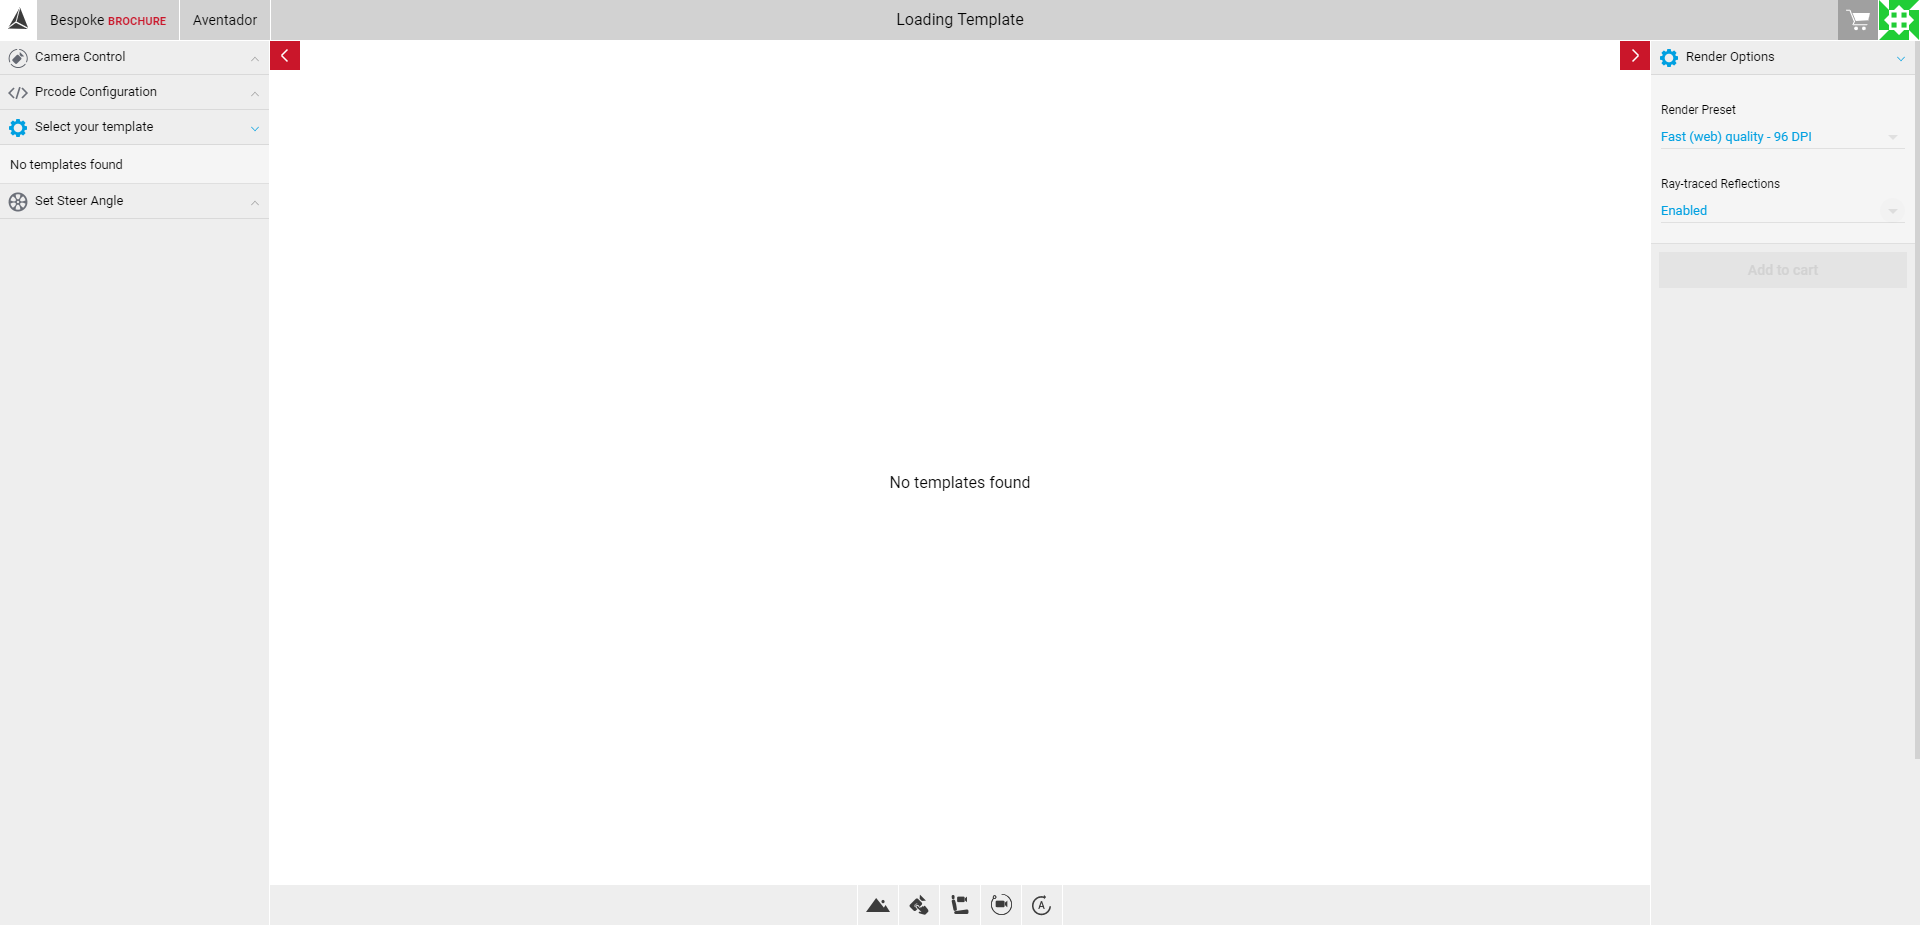 Bespoke BROCHURE
Aventador
Loading Template
Camera Control
Prcode Configuration
Select your template
No templates found
Set Steer Angle
No templates found
Render Options
Render Preset
Fast (web) quality - 96 DPI
Ray-traced Reflections
Enabled
Add to cart
A